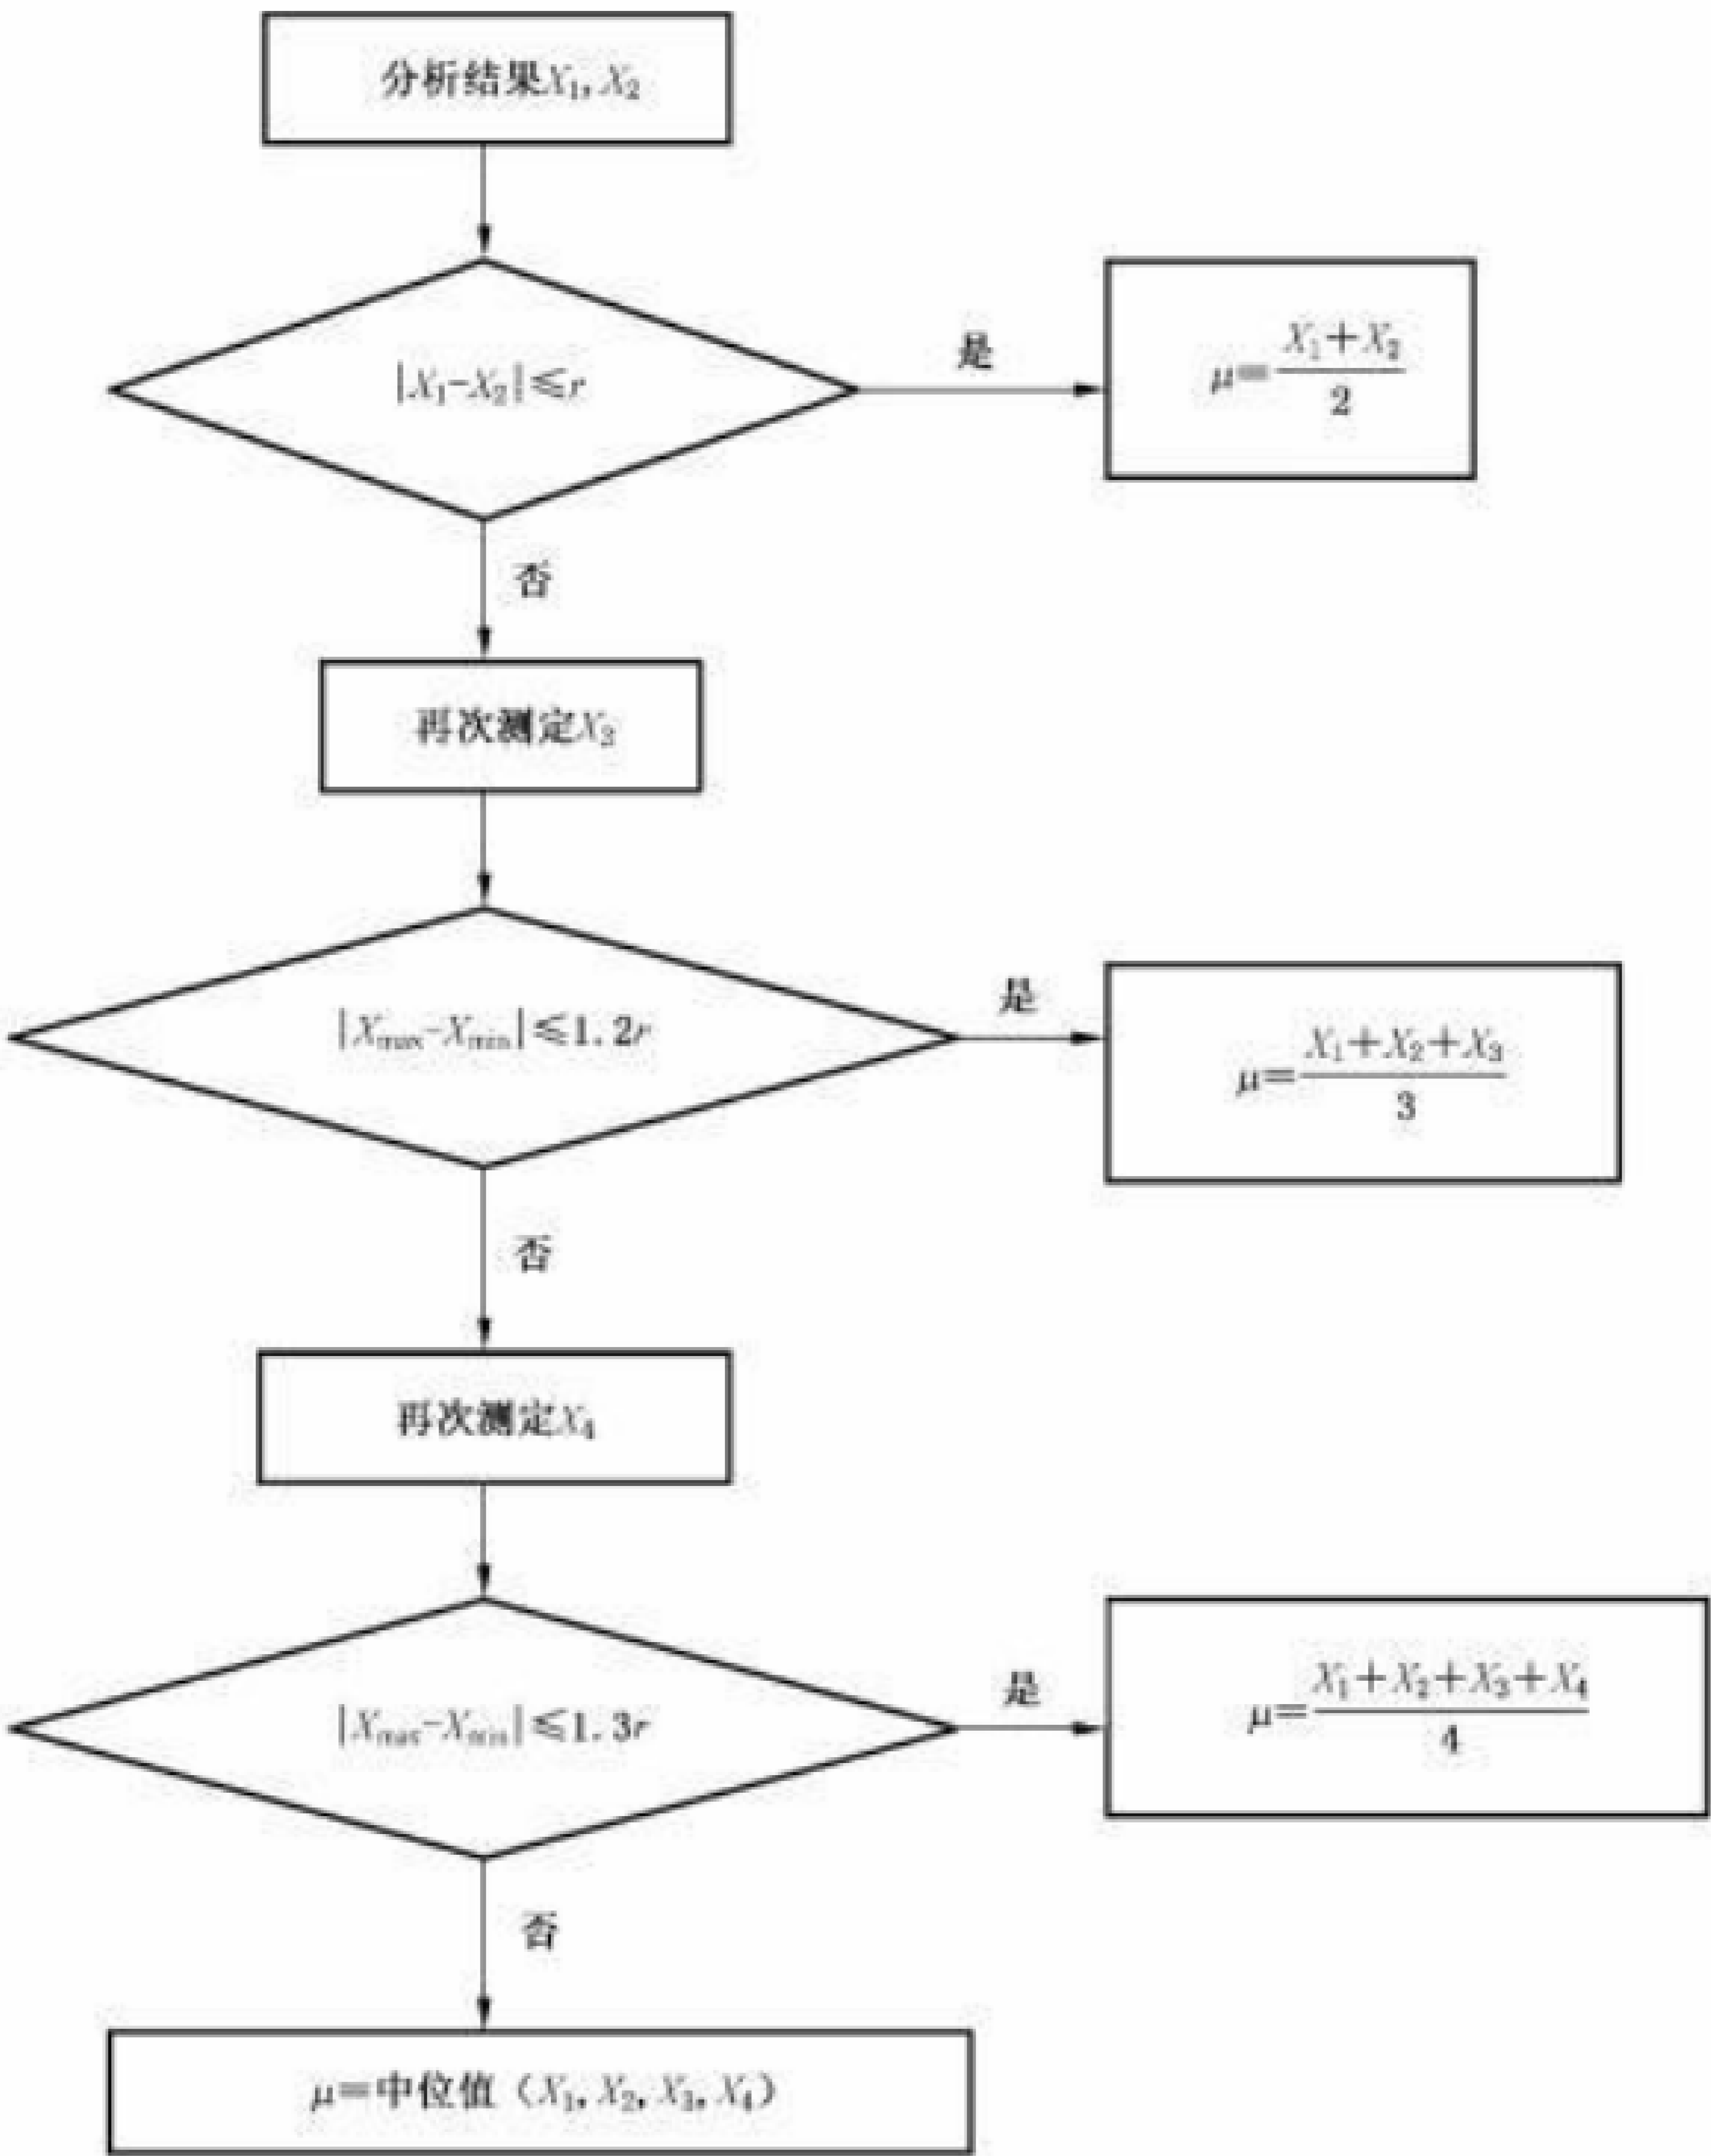 分析结果X₁, X₂
|X₁-X₂|≤r
是
μ=(X₁+X₂)/2
否
再次测定X₃
|Xmax-Xmin|≤1.2r
是
μ=(X₁+X₂+X₃)/3
否
再次测定X₄
|Xmax-Xmin|≤1.3r
是
μ=(X₁+X₂+X₃+X₄)/4
否
μ=中位值（X₁, X₂, X₃, X₄）